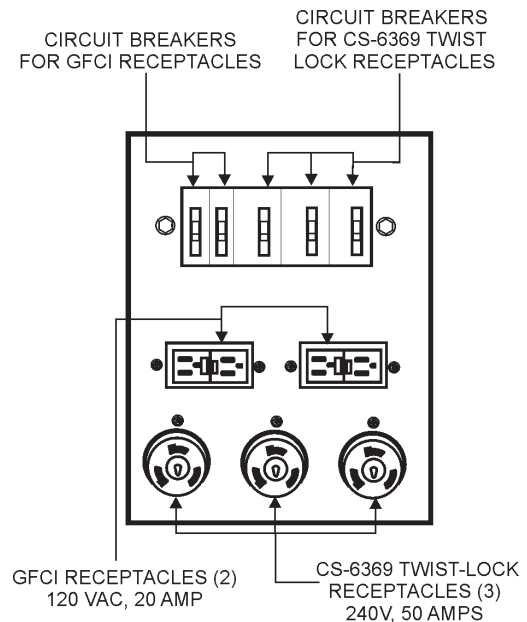 CIRCUIT BREAKERS
FOR GFCI RECEPTACLES
CIRCUIT BREAKERS
FOR CS-6369 TWIST
LOCK RECEPTACLES
GFCI RECEPTACLES (2)
120 VAC, 20 AMP
CS-6369 TWIST-LOCK
RECEPTACLES (3)
240V, 50 AMPS